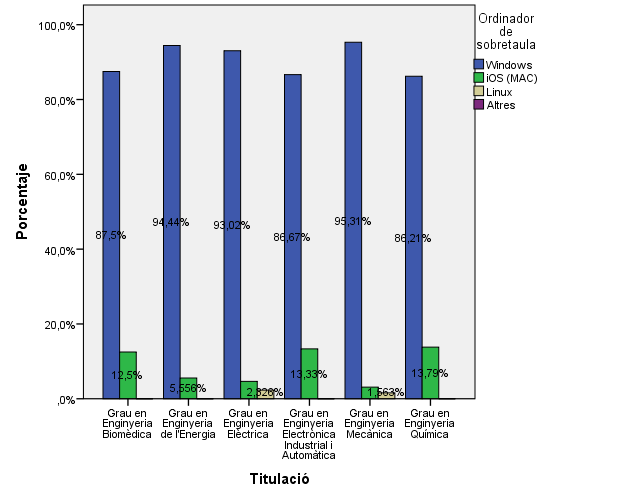 Ordinador
de
sobretaula
Windows
iOS (MAC)
Linux
Altres
Porcentaje
100,0%
80,0%
60,0%
40,0%
20,0%
,0%
87,5%
94,44%
93,02%
86,67%
95,31%
86,21%
12,5%
5,556%
2,326%
13,33%
1,563%
13,79%
Grau en
Enginyeria
Biomèdica
Grau en
Enginyeria
de l'Energia
Grau en
Enginyeria
Elèctrica
Grau en
Enginyeria
Electrònica
Industrial i
Automàtica
Grau en
Enginyeria
Mecánica
Grau en
Enginyeria
Química
Titulació